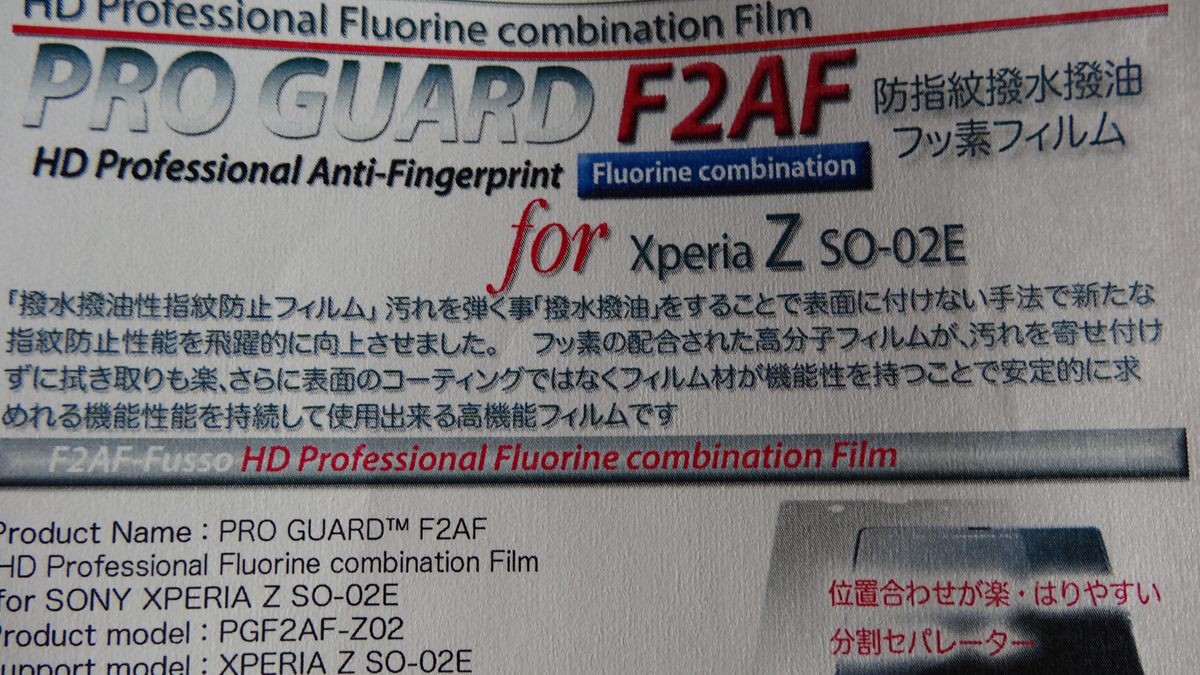 HD Professional Fluorine combination Film
PRO GUARD F2AF
防指紋撥水撥油
フッ素フィルム
HD Professional Anti-Fingerprint
Fluorine combination
for Xperia Z SO-02E
「撥水撥油性指紋防止フィルム」汚れを弾く事「撥水撥油」をすることで表面に付けない手法で新たな
指紋防止性能を飛躍的に向上させました。 フッ素の配合された高分子フィルムが、汚れを寄せ付け
ずに拭き取りも楽、さらに表面のコーティングではなくフィルム材が機能性を持つことで安定的に求
められる機能性能を持続して使用出来る高機能フィルムです
F2AF-Fusso HD Professional Fluorine combination Film
Product Name : PRO GUARD™ F2AF
HD Professional Fluorine combination Film
for SONY XPERIA Z SO-02E
Product model : PGF2AF-Z02
Support model : XPERIA Z SO-02E
位置合わせが楽・はりやすい
分割セパレーター